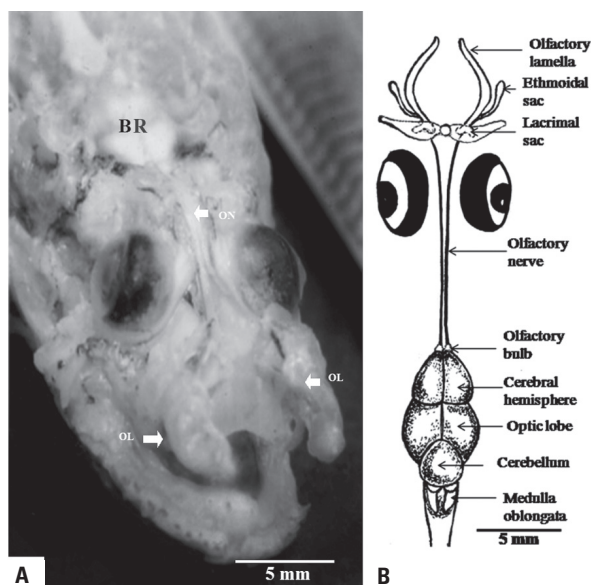 BR
ON
OL
OL
5 mm
A
Olfactory
lamella
Ethmoidal
sac
Lacrimal
sac
Olfactory
nerve
Olfactory
bulb
Cerebral
hemisphere
Optic lobe
Cerebellum
Medulla
oblongata
5 mm
B